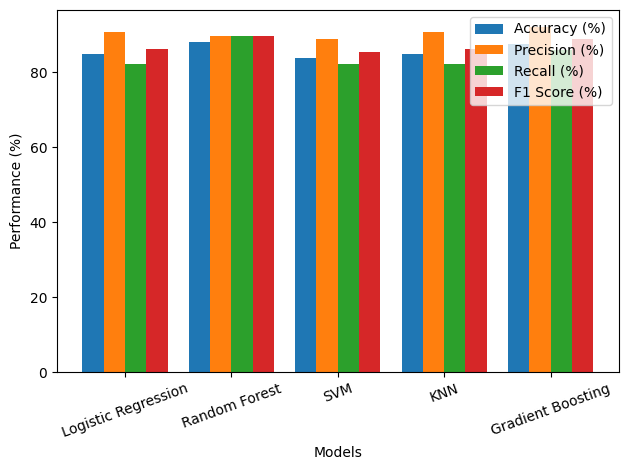 Accuracy (%)
Precision (%)
Recall (%)
F1 Score (%)
Performance (%)
80
60
40
20
0
Logistic Regression
Random Forest
SVM
KNN
Gradient Boosting
Models